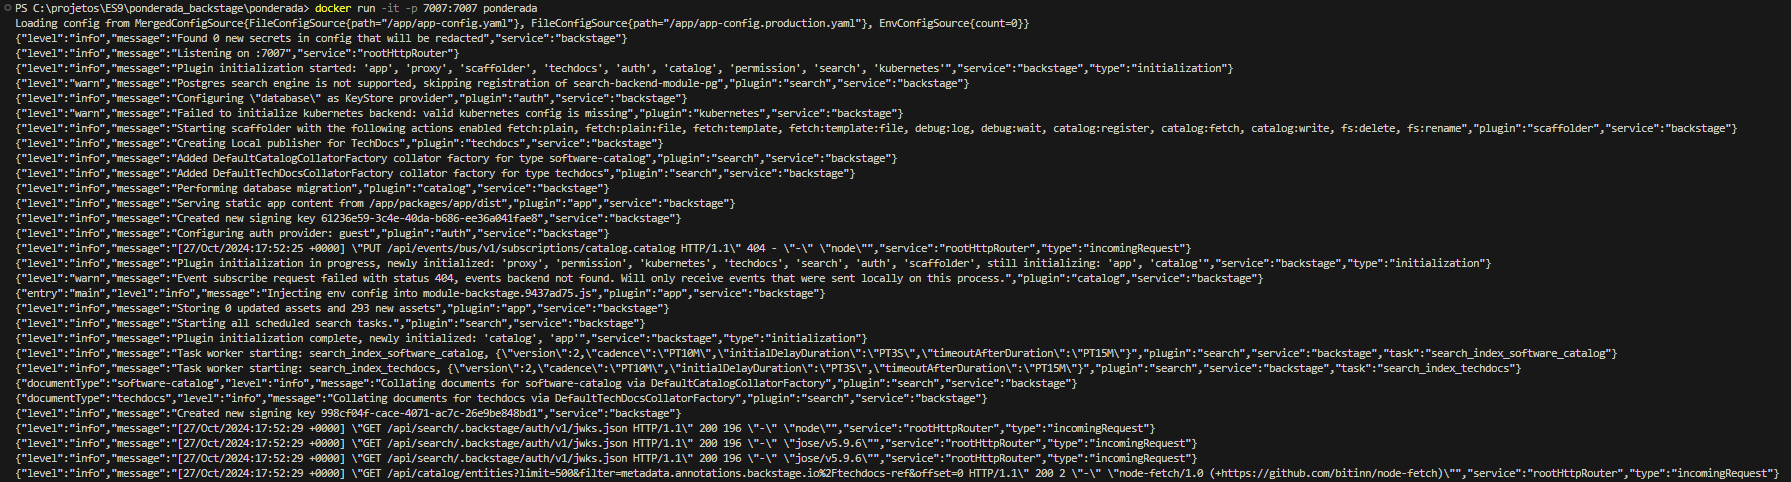 PS C:\projetos\ES9\ponderada_backstage\ponderada> docker run -it -p 7007:7007 ponderada
Loading config from MergedConfigSource{FileConfigSource{path="/app/app-config.yaml"}, FileConfigSource{path="/app/app-config.production.yaml"}, EnvConfigSource{count=0}}
{"level":"info","message":"Found 0 new secrets in config that will be redacted","service":"backstage"}
{"level":"info","message":"Listening on :7007","service":"rootHttpRouter"}
{"level":"info","message":"Plugin initialization started: 'app', 'proxy', 'scaffolder', 'techdocs', 'auth', 'catalog', 'permission', 'search', 'kubernetes'","service":"backstage","type":"initialization"}
{"level":"warn","message":"Postgres search engine is not supported, skipping registration of search-backend-module-pg","plugin":"search","service":"backstage"}
{"level":"info","message":"Configuring \"database\" as KeyStore provider","plugin":"auth","service":"backstage"}
{"level":"warn","message":"Failed to initialize kubernetes backend: valid kubernetes config is missing","plugin":"kubernetes","service":"backstage"}
{"level":"info","message":"Starting scaffolder with the following actions enabled fetch:plain, fetch:plain:file, fetch:template, fetch:template:file, debug:log, debug:wait, catalog:register, catalog:fetch, catalog:write, fs:delete, fs:rename","plugin":"scaffolder","service":"backstage"}
{"level":"info","message":"Creating Local publisher for TechDocs","plugin":"techdocs","service":"backstage"}
{"level":"info","message":"Added DefaultCatalogCollatorFactory collator factory for type software-catalog","plugin":"search","service":"backstage"}
{"level":"info","message":"Added DefaultTechDocsCollatorFactory collator factory for type techdocs","plugin":"search","service":"backstage"}
{"level":"info","message":"Performing database migration","plugin":"catalog","service":"backstage"}
{"level":"info","message":"Serving static app content from /app/packages/app/dist","plugin":"app","service":"backstage"}
{"level":"info","message":"Created new signing key 61236e59-3c4e-40da-b686-ee36a041fae8","service":"backstage"}
{"level":"info","message":"Configuring auth provider: guest","plugin":"auth","service":"backstage"}
{"level":"info","message":"[27/Oct/2024:17:52:25 +0000] \"PUT /api/events/bus/v1/subscriptions/catalog.catalog HTTP/1.1\" 404 - \"-\" \"node\"","service":"rootHttpRouter","type":"incomingRequest"}
{"level":"info","message":"Plugin initialization in progress, newly initialized: 'proxy', 'permission', 'kubernetes', 'techdocs', 'search', 'auth', 'scaffolder', still initializing: 'app', 'catalog'","service":"backstage","type":"initialization"}
{"level":"warn","message":"Event subscribe request failed with status 404, events backend not found. Will only receive events that were sent locally on this process.","plugin":"catalog","service":"backstage"}
{"entry":"main","level":"info","message":"Injecting env config into module-backstage.9437ad75.js","plugin":"app","service":"backstage"}
{"level":"info","message":"Storing 0 updated assets and 293 new assets","plugin":"app","service":"backstage"}
{"level":"info","message":"Starting all scheduled search tasks.","plugin":"search","service":"backstage"}
{"level":"info","message":"Plugin initialization complete, newly initialized: 'catalog', 'app'","service":"backstage","type":"initialization"}
{"level":"info","message":"Task worker starting: search_index_software_catalog, {\"version\":2,\"cadence\":\"PT10M\",\"initialDelayDuration\":\"PT3S\",\"timeoutAfterDuration\":\"PT15M\"}","plugin":"search","service":"backstage","task":"search_index_software_catalog"}
{"level":"info","message":"Task worker starting: search_index_techdocs, {\"version\":2,\"cadence\":\"PT10M\",\"initialDelayDuration\":\"PT3S\",\"timeoutAfterDuration\":\"PT15M\"}","plugin":"search","service":"backstage","task":"search_index_techdocs"}
{"documentType":"software-catalog","level":"info","message":"Collating documents for software-catalog via DefaultCatalogCollatorFactory","plugin":"search","service":"backstage"}
{"documentType":"techdocs","level":"info","message":"Collating documents for techdocs via DefaultTechDocsCollatorFactory","plugin":"search","service":"backstage"}
{"level":"info","message":"Created new signing key 998cf04f-cace-4071-ac7c-26e9be848bd1","service":"backstage"}
{"level":"info","message":"[27/Oct/2024:17:52:29 +0000] \"GET /api/search/.backstage/auth/v1/jwks.json HTTP/1.1\" 200 196 \"-\" \"node\"","service":"rootHttpRouter","type":"incomingRequest"}
{"level":"info","message":"[27/Oct/2024:17:52:29 +0000] \"GET /api/search/.backstage/auth/v1/jwks.json HTTP/1.1\" 200 196 \"-\" \"jose/v5.9.6\"","service":"rootHttpRouter","type":"incomingRequest"}
{"level":"info","message":"[27/Oct/2024:17:52:29 +0000] \"GET /api/search/.backstage/auth/v1/jwks.json HTTP/1.1\" 200 196 \"-\" \"jose/v5.9.6\"","service":"rootHttpRouter","type":"incomingRequest"}
{"level":"info","message":"[27/Oct/2024:17:52:29 +0000] \"GET /api/catalog/entities?limit=500&filter=metadata.annotations.backstage.io%2Ftechdocs-ref&offset=0 HTTP/1.1\" 200 2 \"-\" \"node-fetch/1.0 (+https://github.com/bitinn/node-fetch)\"","service":"rootHttpRouter","type":"incomingRequest"}